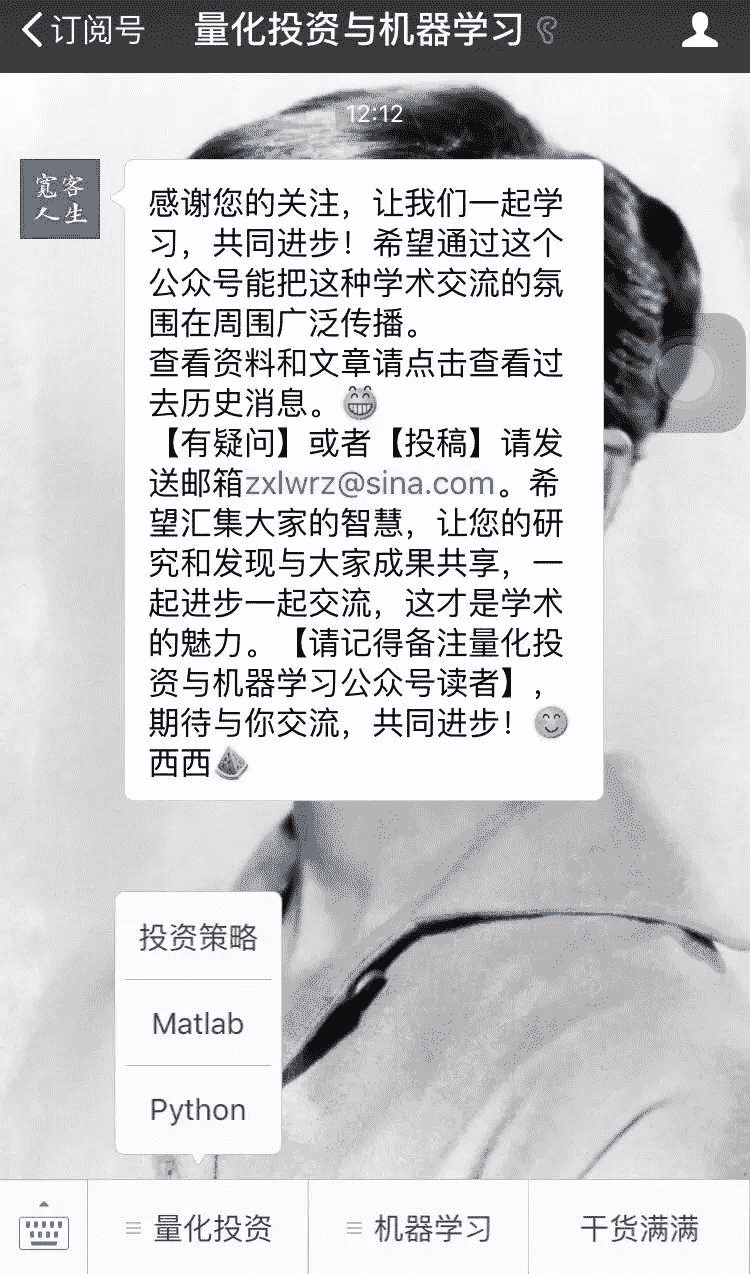 订阅号
量化投资与机器学习
12:12
宽客
人生
感谢您的关注，让我们一起学
习，共同进步！希望通过这个
公众号能把这种学术交流的氛
围在周围广泛传播。
查看资料和文章请点击查看过
去历史消息。😁
【有疑问】或者【投稿】请发
送邮箱zxlwrz@sina.com。希
望汇集大家的智慧，让您的研
究和发现与大家成果共享，一
起进步一起交流，这才是学术
的魅力。【请记得备注量化投
资与机器学习公众号读者】，
期待与你交流，共同进步！😊
西西🍉
投资策略
Matlab
Python
量化投资
机器学习
干货满满